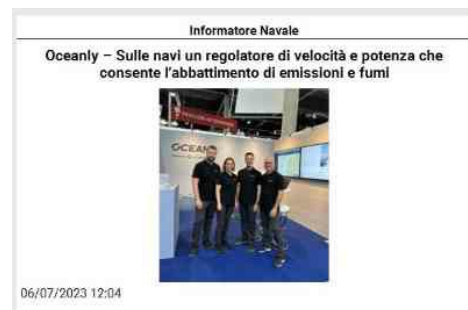 Informatore Navale
Oceanly – Sulle navi un regolatore di velocità e potenza che
consente l'abbattimento di emissioni e fumi
OCEANLY
06/07/2023 12:04